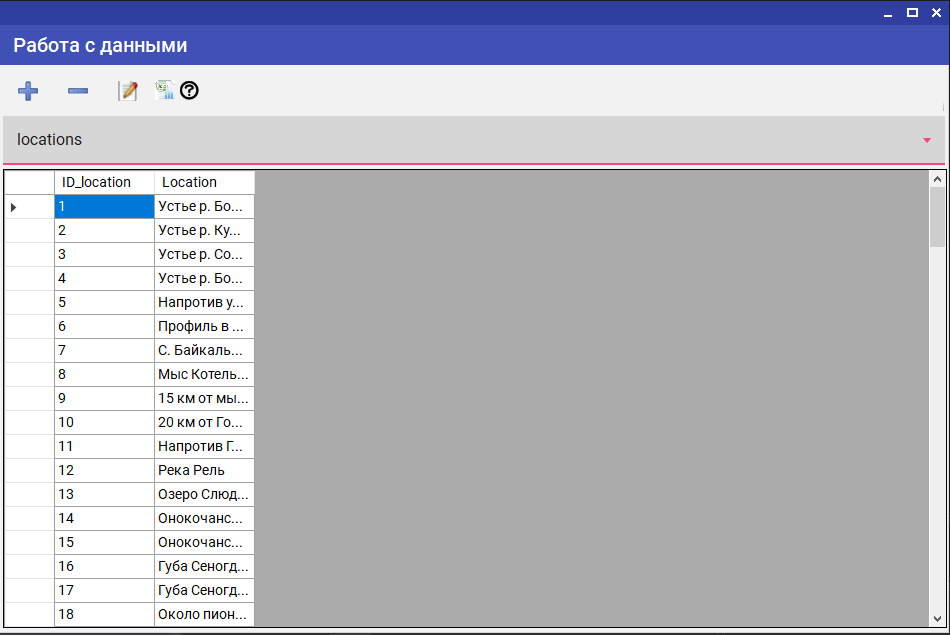 Работа с данными
locations
ID_location Location
1 Устье р. Бо...
2 Устье р. Ку...
3 Устье р. Со...
4 Устье р. Бо...
5 Напротив у...
6 Профиль в ...
7 С. Байкаль...
8 Мыс Котель...
9 15 км от мы...
10 20 км от Го...
11 Напротив Г...
12 Река Рель
13 Озеро Слюд...
14 Онокочанс...
15 Онокочанс...
16 Губа Сеногд...
17 Губа Сеногд...
18 Около пион...